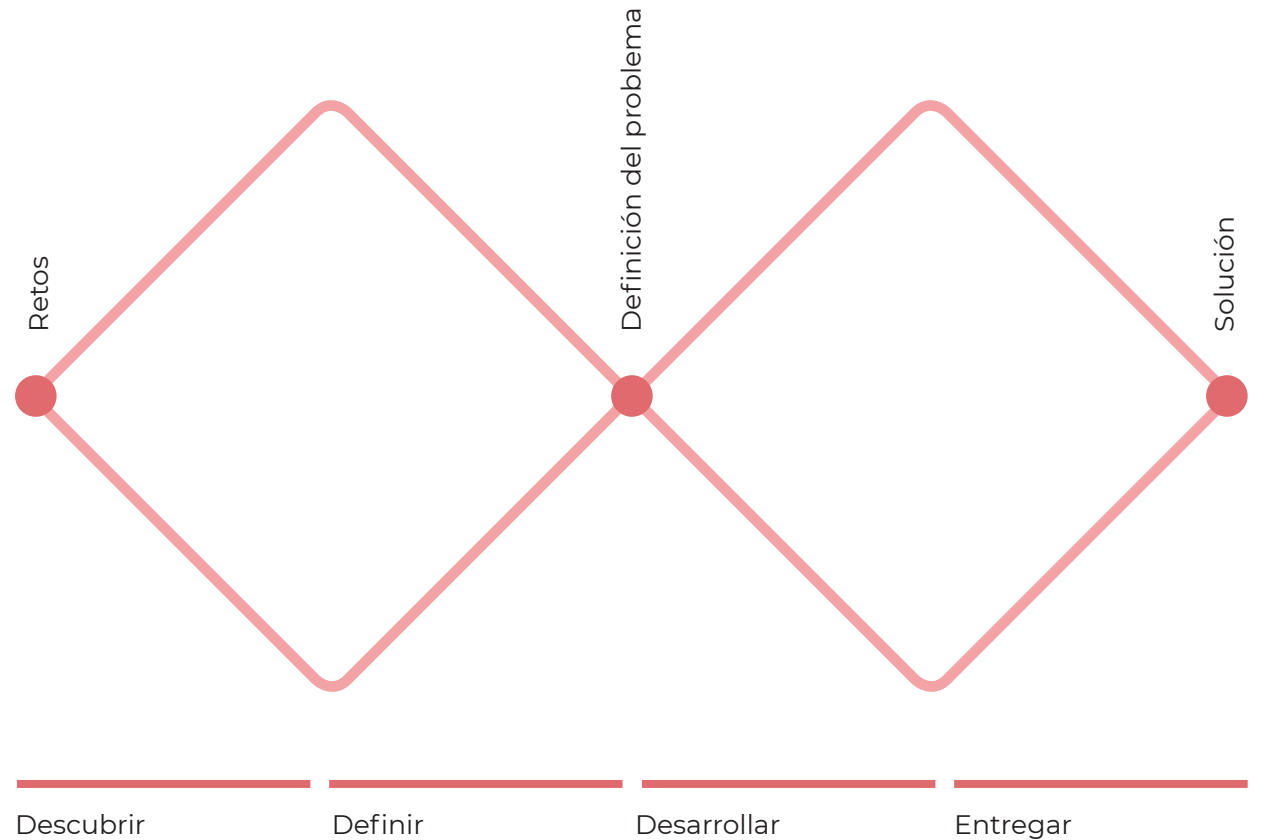 Retos
Definición del problema
Solución
Descubrir
Definir
Desarrollar
Entregar